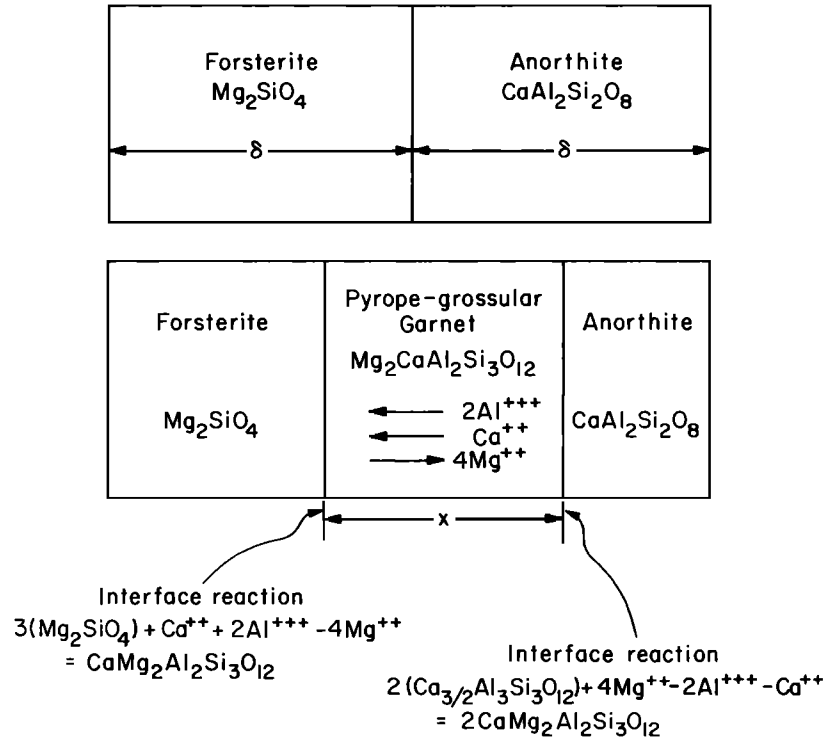 Forsterite
Mg₂SiO₄
Anorthite
CaAl₂Si₂O₈
δ
δ
Forsterite
Mg₂SiO₄
Pyrope-grossular
Garnet
Mg₂CaAl₂Si₃O₁₂
2Al⁺⁺⁺
Ca⁺⁺
4Mg⁺⁺
Anorthite
CaAl₂Si₂O₈
x
Interface reaction
3(Mg₂SiO₄) + Ca⁺⁺ + 2Al⁺⁺⁺ - 4Mg⁺⁺
= CaMg₂Al₂Si₃O₁₂
Interface reaction
2(Ca₃/₂Al₃Si₃O₁₂) + 4Mg⁺⁺ - 2Al⁺⁺⁺ - Ca⁺⁺
= 2CaMg₂Al₂Si₃O₁₂